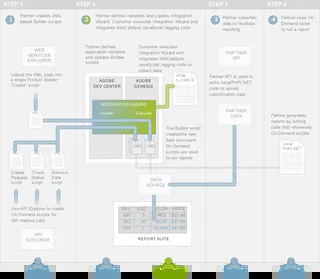 STEP 1
STEP 2
STEP 3
STEP 4
1
Partner creates XML-
based Builder scripts
2
Partner defines variables and creates Integration
Wizard. Customer executes Integration Wizard and
integrates SiteCatalyst JavaScript tagging code
3
Partner classifies
data to facilitate
reporting
4
Partner uses On
Demand script
to run a report
WEB
SERVICES
EXPLORER
Partner defines
application variables
and uploads Builder
scripts
Customer executes
Integration Wizard and
integrates SiteCatalyst
JavaScript tagging code to
collect data
PARTNER
API
Upload the XML code into
a single Product Builder
"Create" script
ADOBE
DEV CENTER
ADOBE
GENESIS
HTML
INTEGRATION WIZARD
Partner API is used to
write Java/PHP/.NET
code to upload
classification data
PARTNER
DATA
The Builder script
creates the two
data sources and
On Demand
scripts are used
to run reports
Partner generates
reports by writing
code that references
On Demand scripts
Java/
PHP/.NET
Create
Request
script
Check
Status
script
Retrieve
Data
script
DATA
SOURCE
Use API Explorer to create
On Demand scripts for
API method calls
API
EXPLORER
REPORT SUITE